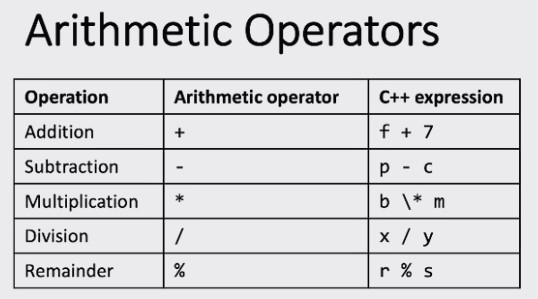 Arithmetic Operators
Operation Arithmetic operator C++ expression
Addition + f + 7
Subtraction - p - c
Multiplication * b \* m
Division / x / y
Remainder % r % s